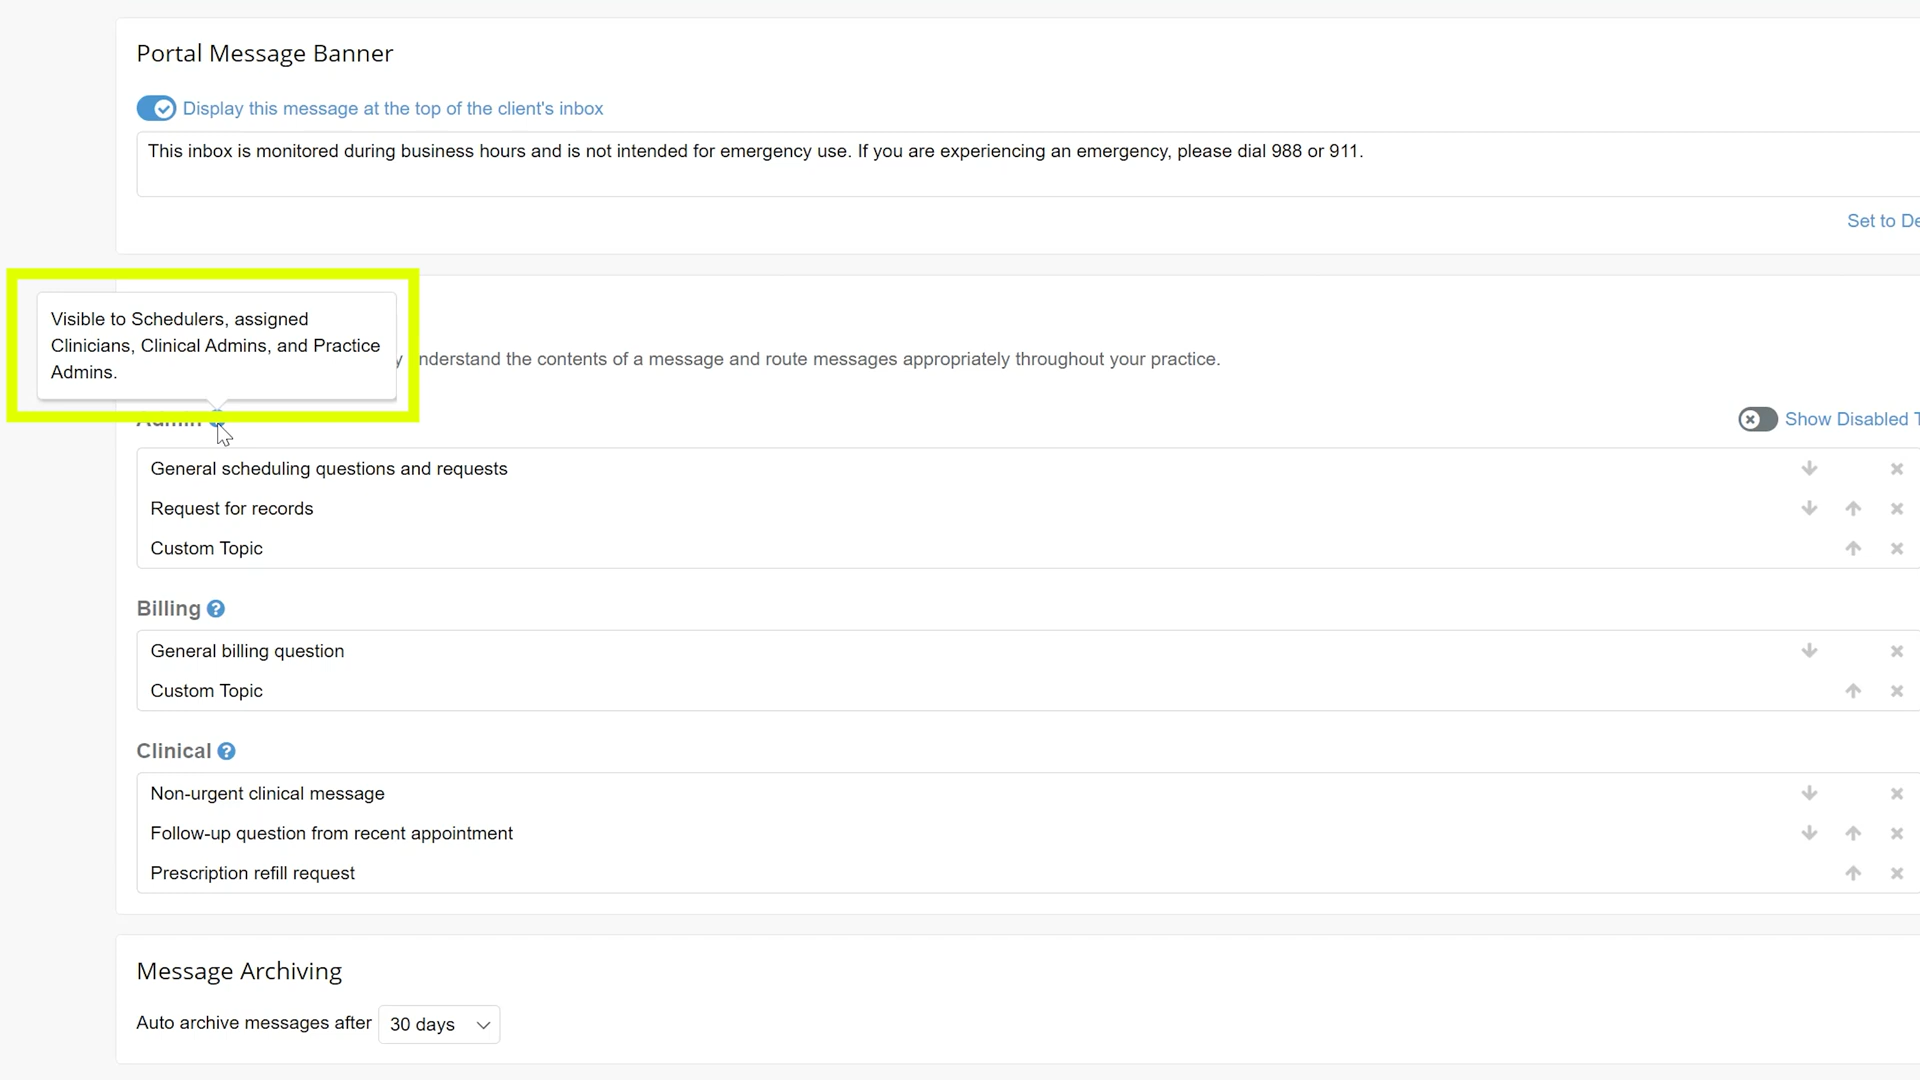 Portal Message Banner
Display this message at the top of the client's inbox
This inbox is monitored during business hours and is not intended for emergency use. If you are experiencing an emergency, please dial 988 or 911.
Set to
Visible to Schedulers, assigned
Clinicians, Clinical Admins, and Practice
Admins.
understand the contents of a message and route messages appropriately throughout your practice.
Admin
Show Disabled
General scheduling questions and requests
Request for records
Custom Topic
Billing
General billing question
Custom Topic
Clinical
Non-urgent clinical message
Follow-up question from recent appointment
Prescription refill request
Message Archiving
Auto archive messages after 30 days